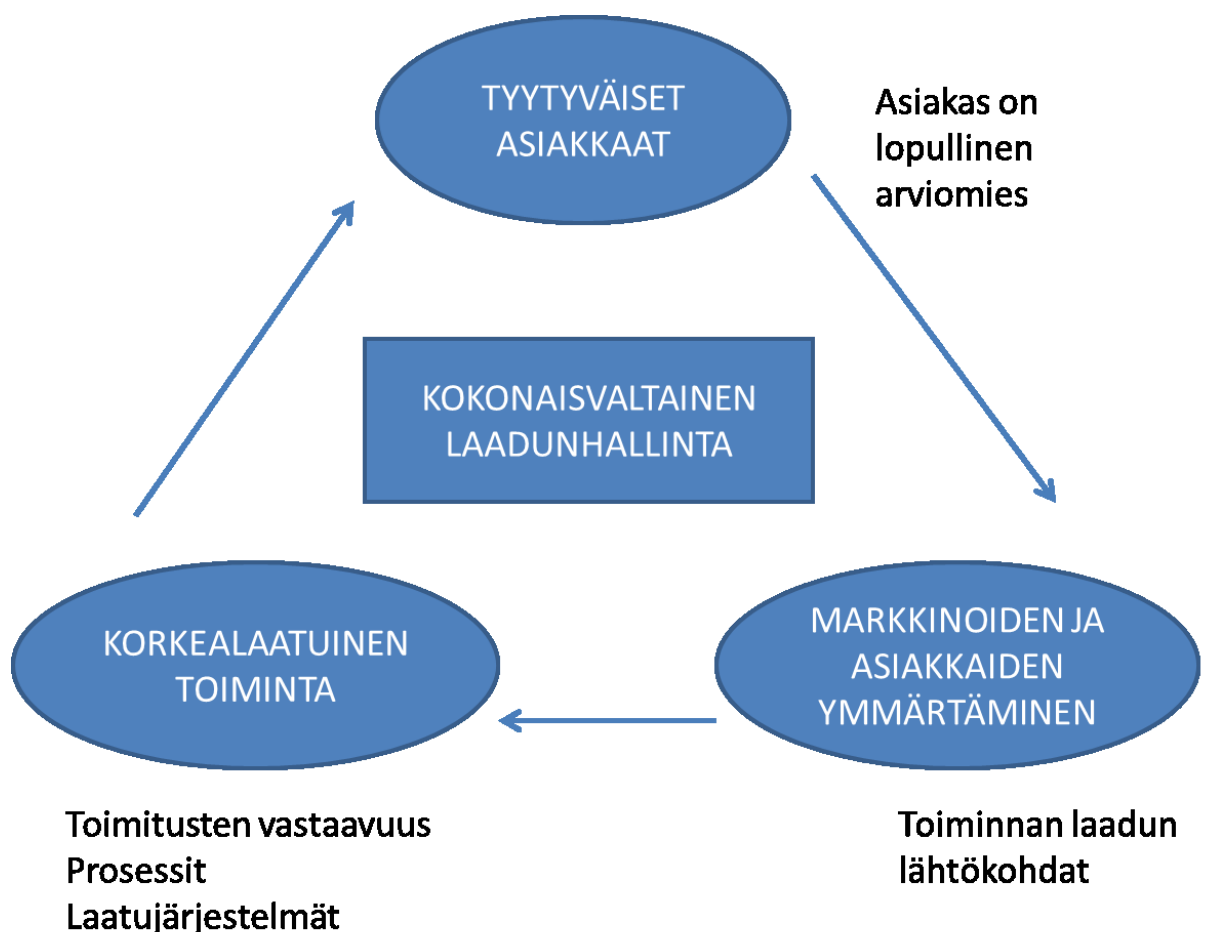 TYYTYVÄISET
ASIAKKAAT
Asiakas on
lopullinen
arviomies
KOKONAISVALTAINEN
LAADUNHALLINTA
KORKEALAATUINEN
TOIMINTA
MARKKINOIDEN JA
ASIAKKAIDEN
YMMÄRTÄMINEN
Toimitusten vastaavuus
Prosessit
Laatujärjestelmät
Toiminnan laadun
lähtökohdat